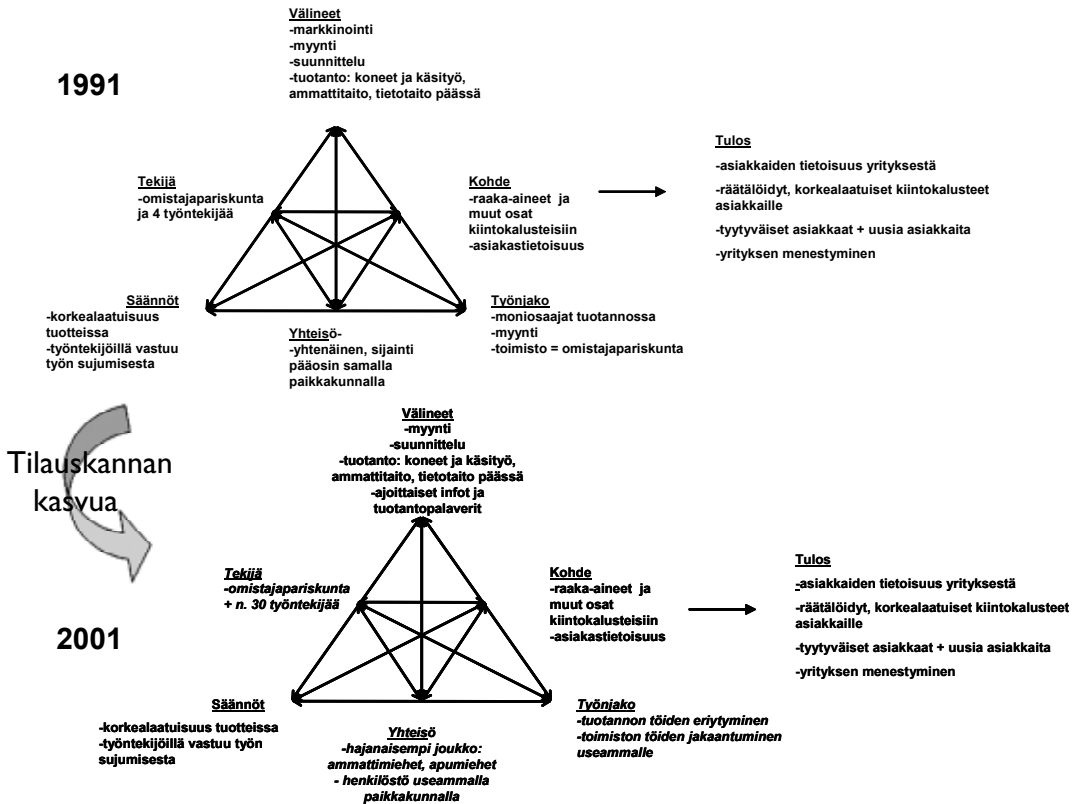 Välineet
-markkinointi
-myynti
-suunnittelu
-tuotanto: koneet ja käsityö,
ammattitaito, tietotaito päässä
1991
Tekijä
-omistajapariskunta
ja 4 työntekijää
Kohde
-raaka-aineet ja
muut osat
kiintokalusteisiin
-asiakastietoisuus
Tulos
-asiakkaiden tietoisuus yrityksestä
-räätälöidyt, korkealaatuiset kiintokalusteet
asiakkaille
-tyytyväiset asiakkaat + uusia asiakkaita
-yrityksen menestyminen
Säännöt
-korkealaatuisuus
tuotteissa
-työntekijöillä vastuu
työn sujumisesta
Yhteisö-
-yhtenäinen, sijainti
pääosin samalla
paikkakunnalla
Työnjako
-moniosaajat tuotannossa
-myynti
-toimisto = omistajapariskunta
Tilauskannan
kasvua
Välineet
-myynti
-suunnittelu
-tuotanto: koneet ja käsityö,
ammattitaito, tietotaito päässä
-ajoittaiset infot ja
tuotantopalaverit
2001
Tekijä
-omistajapariskunta
+ n. 30 työntekijää
Kohde
-raaka-aineet ja
muut osat
kiintokalusteisiin
-asiakastietoisuus
Tulos
-asiakkaiden tietoisuus yrityksestä
-räätälöidyt, korkealaatuiset kiintokalusteet
asiakkaille
-tyytyväiset asiakkaat + uusia asiakkaita
-yrityksen menestyminen
Säännöt
-korkealaatuisuus tuotteissa
-työntekijöillä vastuu työn
sujumisesta
Yhteisö
-hajanaisempi joukko:
ammattimiehet, apumiehet
- henkilöstö useammalla
paikkakunnalla
Työnjako
-tuotannon töiden eriytyminen
-toimiston töiden jakaantuminen
useammalle